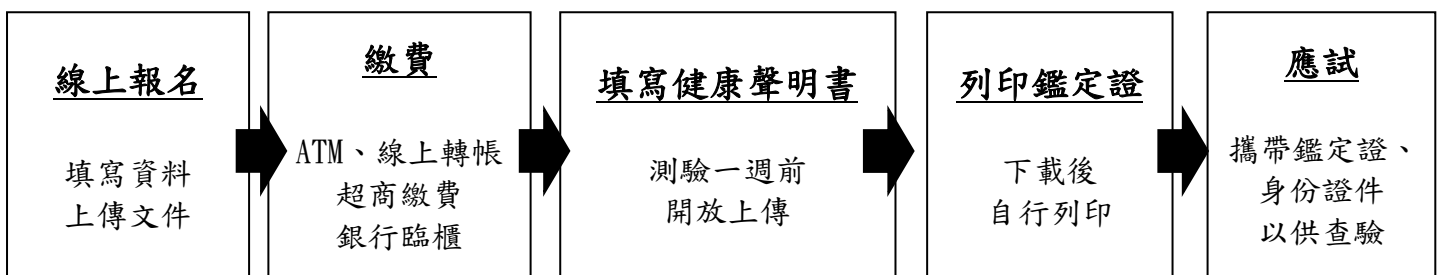 線上報名
填寫資料
上傳文件
繳費
ATM、線上轉帳
超商繳費
銀行臨櫃
填寫健康聲明書
測驗一週前
開放上傳
列印鑑定證
下載後
自行列印
應試
攜帶鑑定證、
身份證件
以供查驗